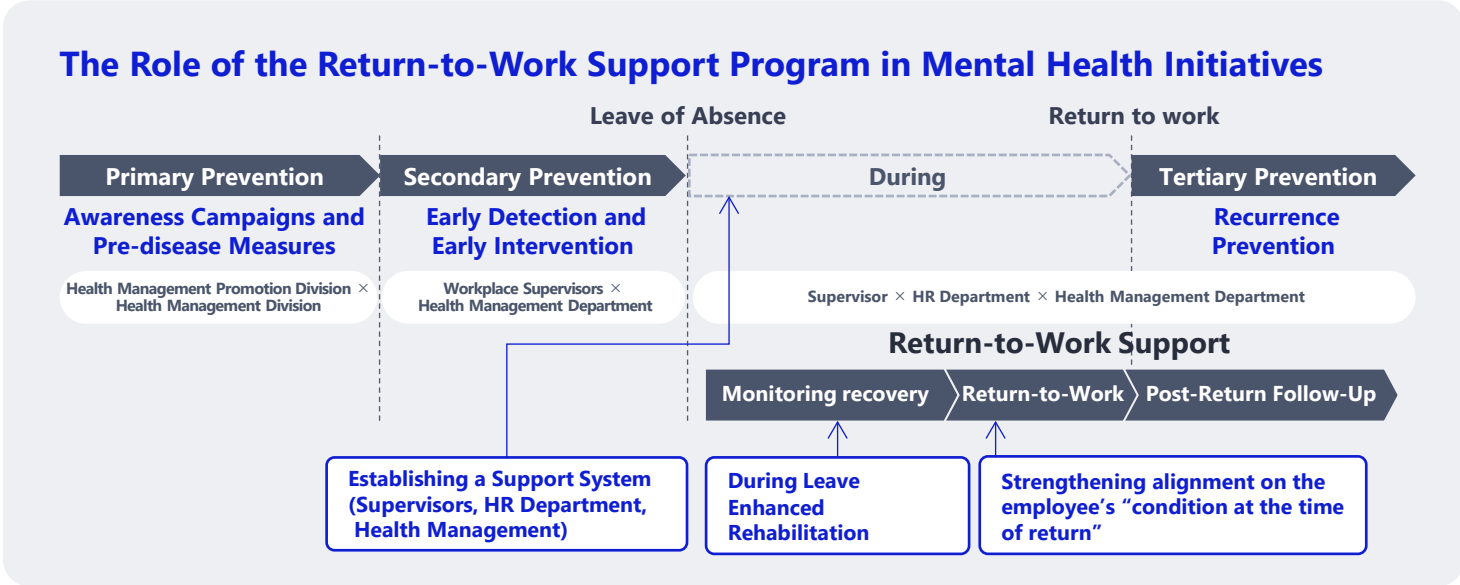 The Role of the Return-to-Work Support Program in Mental Health Initiatives
Leave of Absence
Return to work
Primary Prevention
Secondary Prevention
During
Tertiary Prevention
Awareness Campaigns and
Pre-disease Measures
Early Detection and
Early Intervention
Recurrence
Prevention
Health Management Promotion Division ×
Health Management Division
Workplace Supervisors ×
Health Management Department
Supervisor × HR Department × Health Management Department
Return-to-Work Support
Monitoring recovery
Return-to-Work
Post-Return Follow-Up
Establishing a Support System
(Supervisors, HR Department,
Health Management)
During Leave
Enhanced
Rehabilitation
Strengthening alignment on the
employee’s “condition at the time
of return”